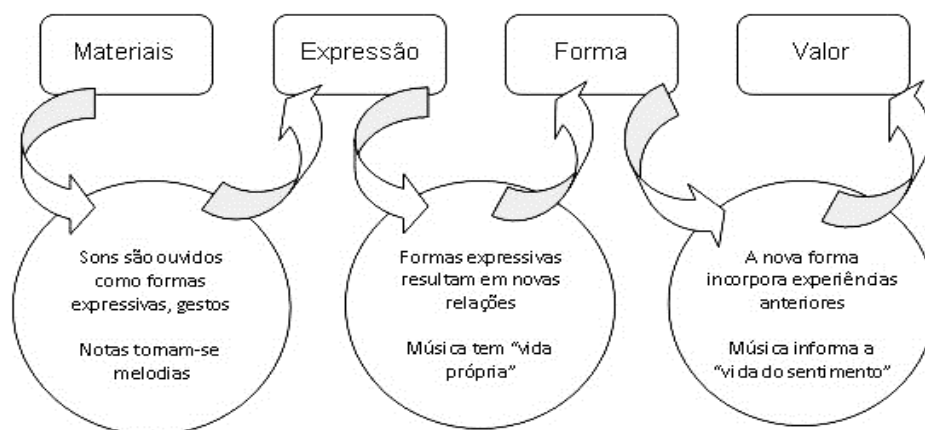 Materiais
Expressão
Forma
Valor
Sons são ouvidos
como formas
expressivas, gestos
Notas tornam-se
melodias
Formas expressivas
resultam em novas
relações
Música tem “vida
própria”
A nova forma
incorpora experiências
anteriores
Música informa a
“vida do sentimento”